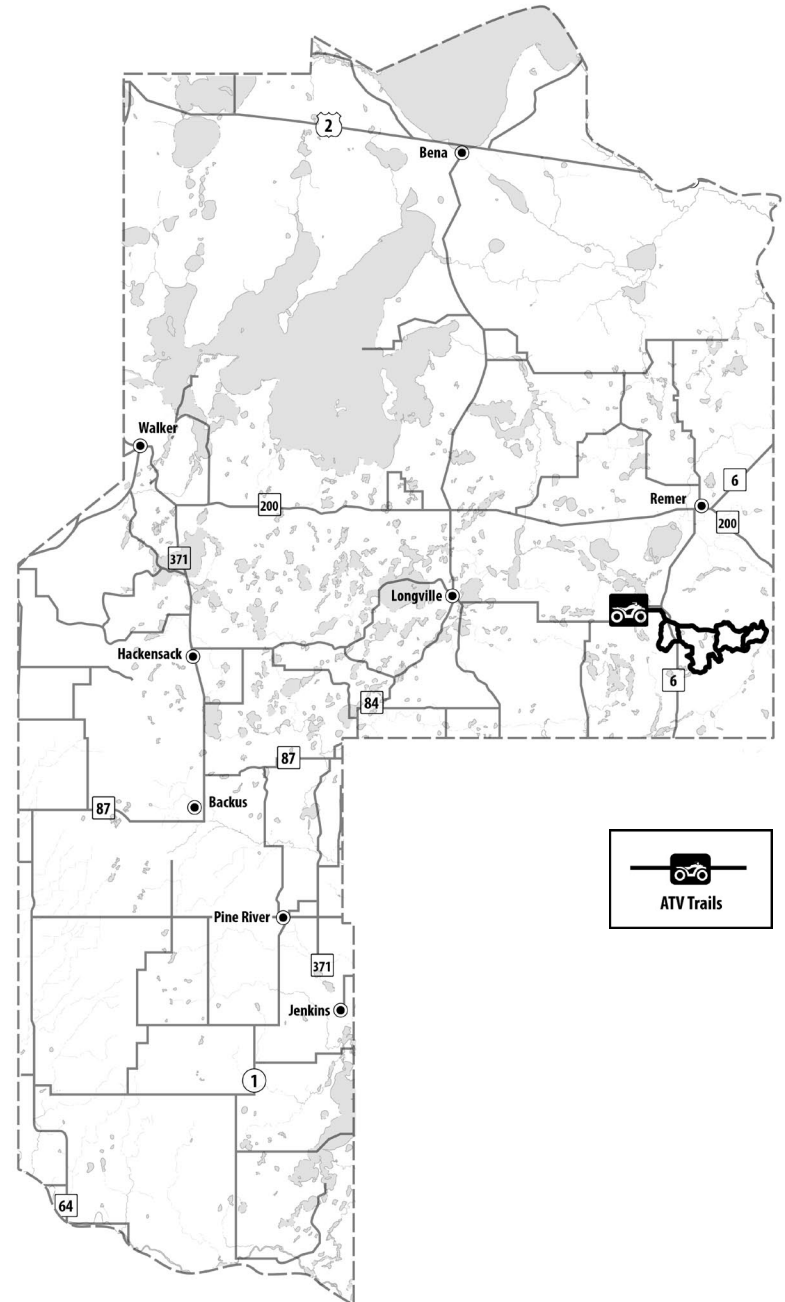 2
Bena
Walker
6
Remer
200
200
371
Longville
Hackensack
6
84
87
87
Backus
ATV Trails
Pine River
371
Jenkins
1
64